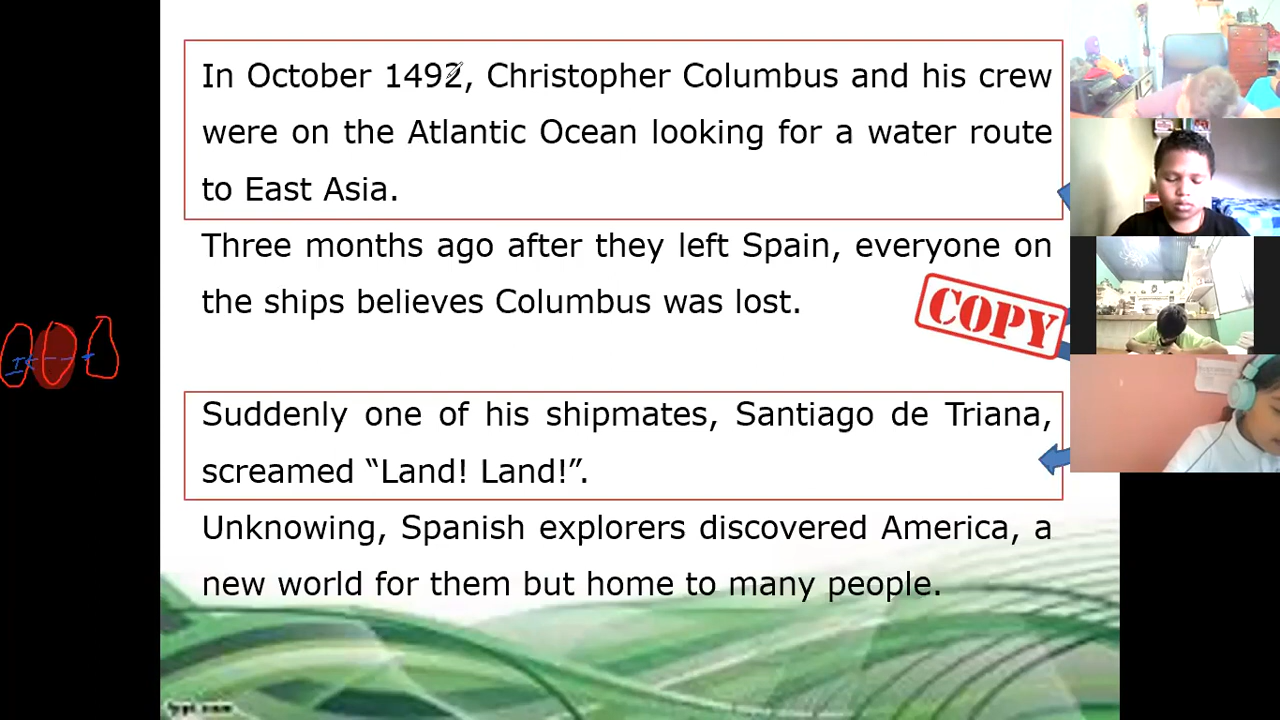 In October 1492, Christopher Columbus and his crew
were on the Atlantic Ocean looking for a water route
to East Asia.
Three months ago after they left Spain, everyone on
the ships believes Columbus was lost.
COPY
Suddenly one of his shipmates, Santiago de Triana,
screamed “Land! Land!”.
Unknowing, Spanish explorers discovered America, a
new world for them but home to many people.